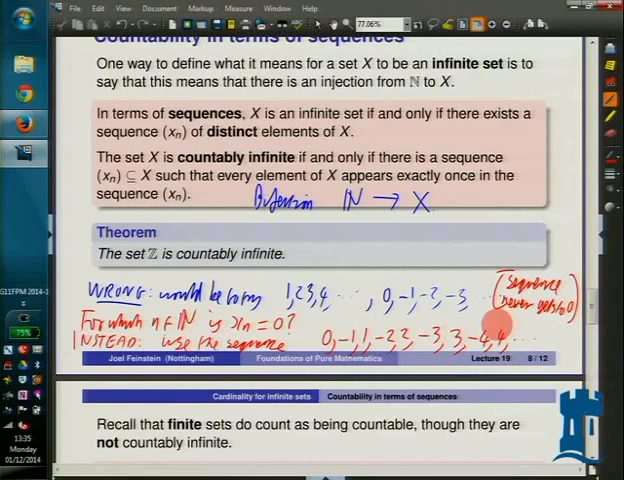 File Edit View Document Markup Measure Window Help
77.06%
Countability in terms of sequences
One way to define what it means for a set X to be an infinite set is to
say that this means that there is an injection from ℕ to X.
In terms of sequences, X is an infinite set if and only if there exists a
sequence (xₙ) of distinct elements of X.
The set X is countably infinite if and only if there is a sequence
(xₙ) ⊆ X such that every element of X appears exactly once in the
sequence (xₙ).
Bijection ℕ → X
Theorem
The set ℤ is countably infinite.
WRONG: would be to try 1, 2, 3, 4, ..., 0, -1, -2, -3, ...
(sequence
never gets to 0)
For which n ∈ ℕ is xₙ = 0?
INSTEAD: use the sequence 0, -1, 1, -2, 2, -3, 3, -4, 4, ...
Joel Feinstein (Nottingham) Foundations of Pure Mathematics Lecture 19 8 / 12
Cardinality for infinite sets Countability in terms of sequences
Recall that finite sets do count as being countable, though they are
not countably infinite.
G11FPM 2014-1
75%
13:35
Monday
01/12/2014